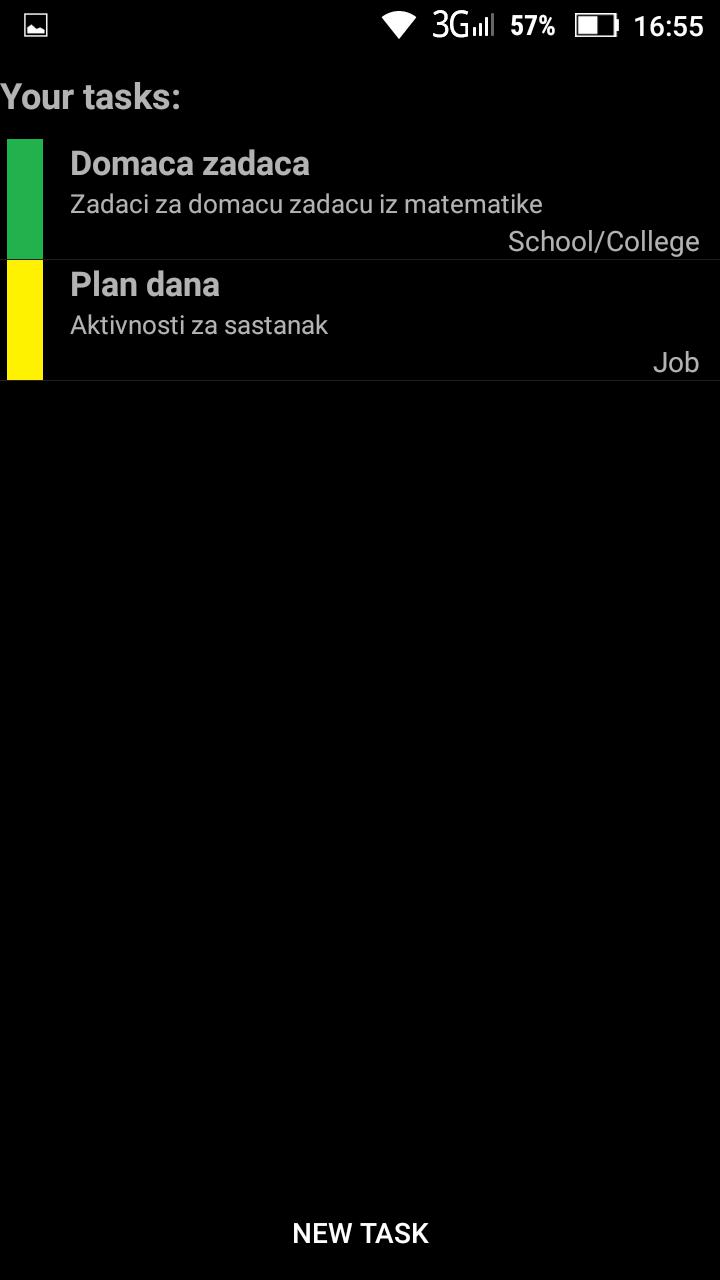 3G 57% 16:55
Your tasks:
Domaca zadaca
Zadaci za domacu zadacu iz matematike
School/College
Plan dana
Aktivnosti za sastanak
Job
NEW TASK